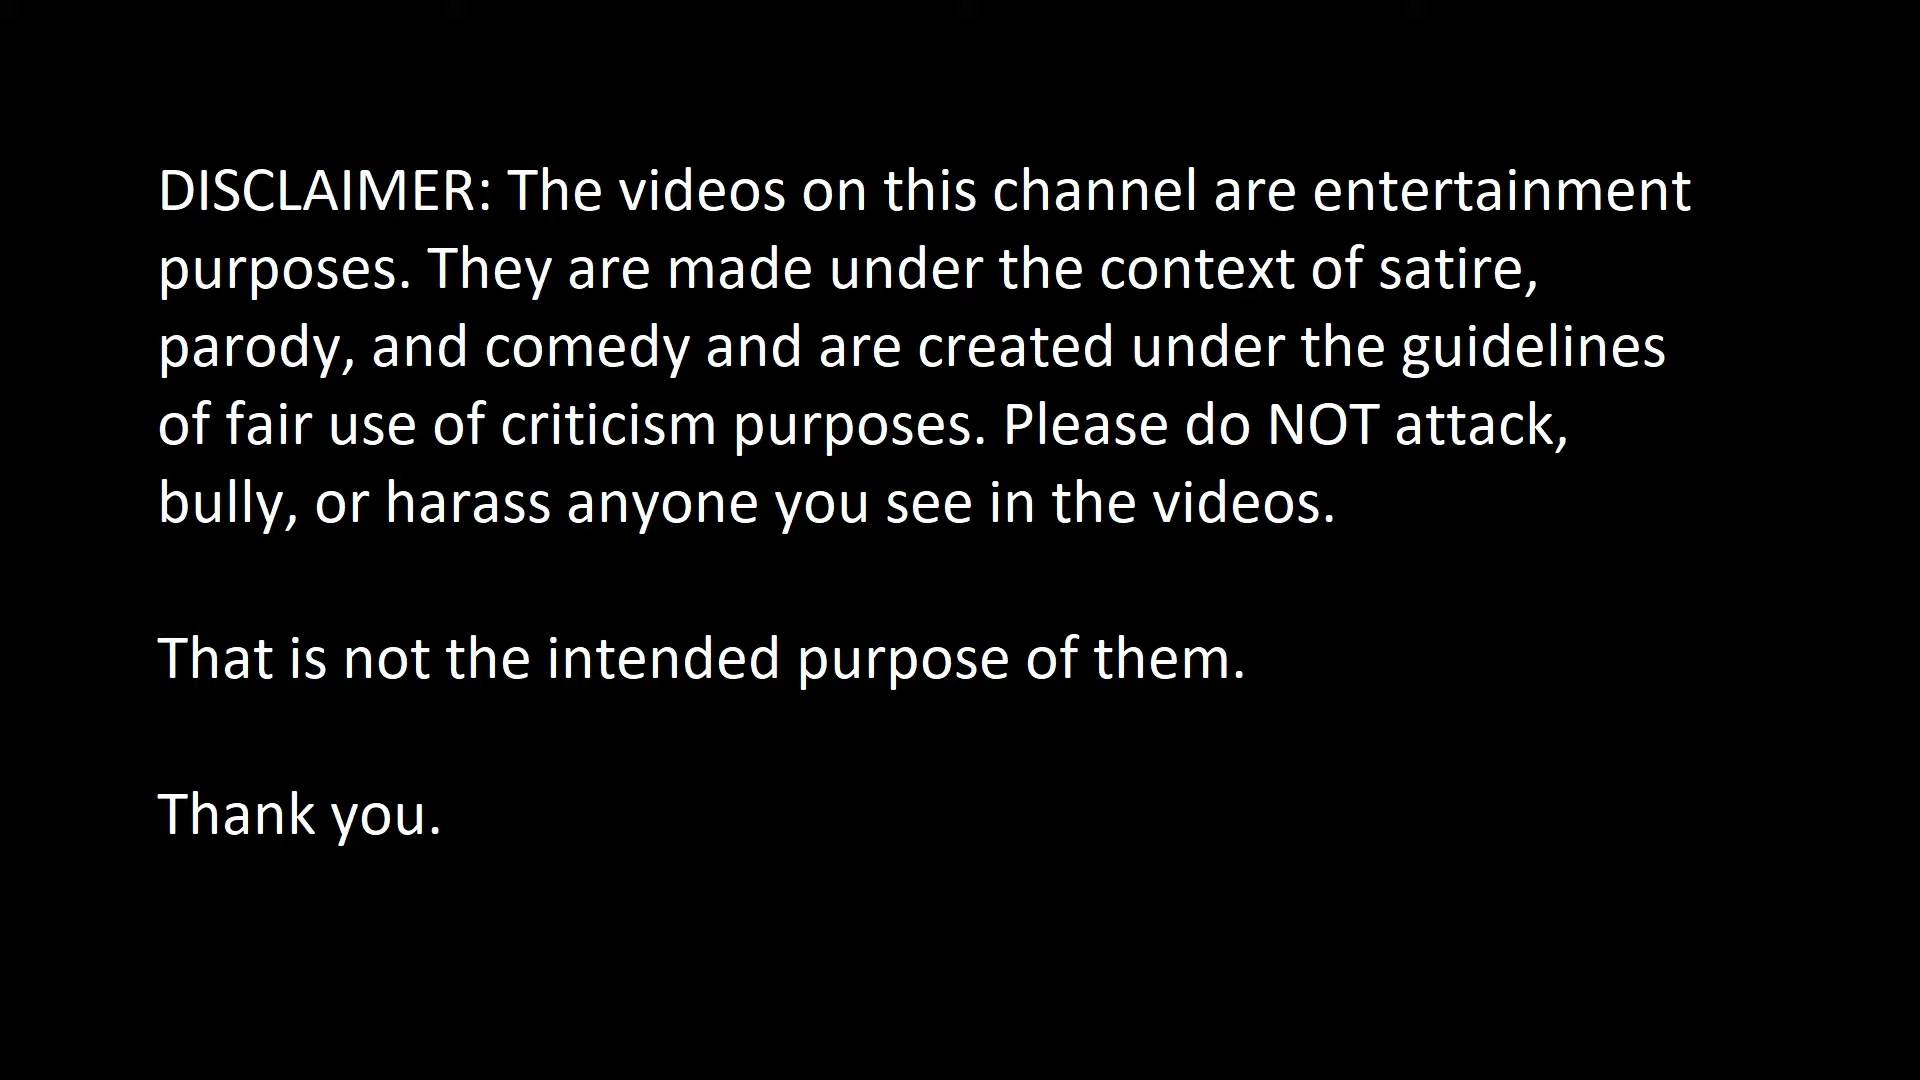 DISCLAIMER: The videos on this channel are entertainment
purposes. They are made under the context of satire,
parody, and comedy and are created under the guidelines
of fair use of criticism purposes. Please do NOT attack,
bully, or harass anyone you see in the videos.
That is not the intended purpose of them.
Thank you.